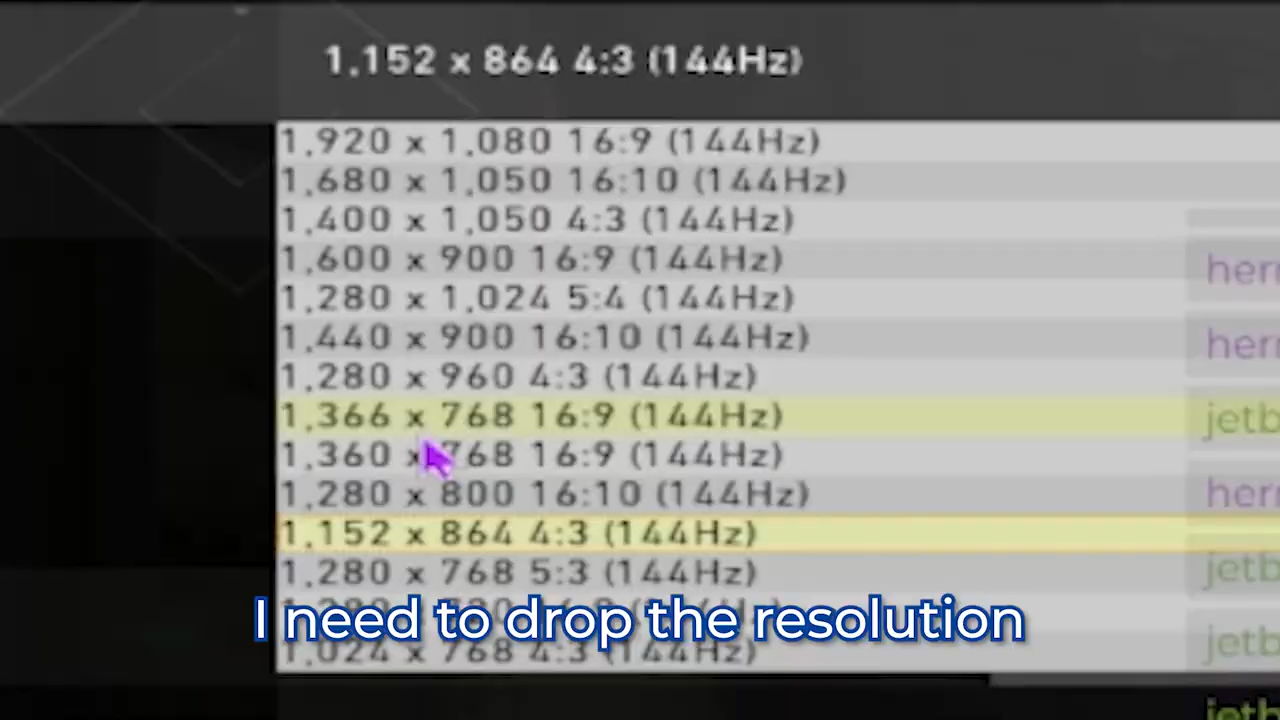 1,152 x 864 4:3 (144Hz)
1,920 x 1,080 16:9 (144Hz)
1,680 x 1,050 16:10 (144Hz)
1,400 x 1,050 4:3 (144Hz)
1,600 x 900 16:9 (144Hz)
1,280 x 1,024 5:4 (144Hz)
1,440 x 900 16:10 (144Hz)
1,280 x 960 4:3 (144Hz)
1,366 x 768 16:9 (144Hz)
1,360 x 768 16:9 (144Hz)
1,280 x 800 16:10 (144Hz)
1,152 x 864 4:3 (144Hz)
1,280 x 768 5:3 (144Hz)
I need to drop the resolution
1,024 x 768 4:3 (144Hz)
jetb
jetb
jetb